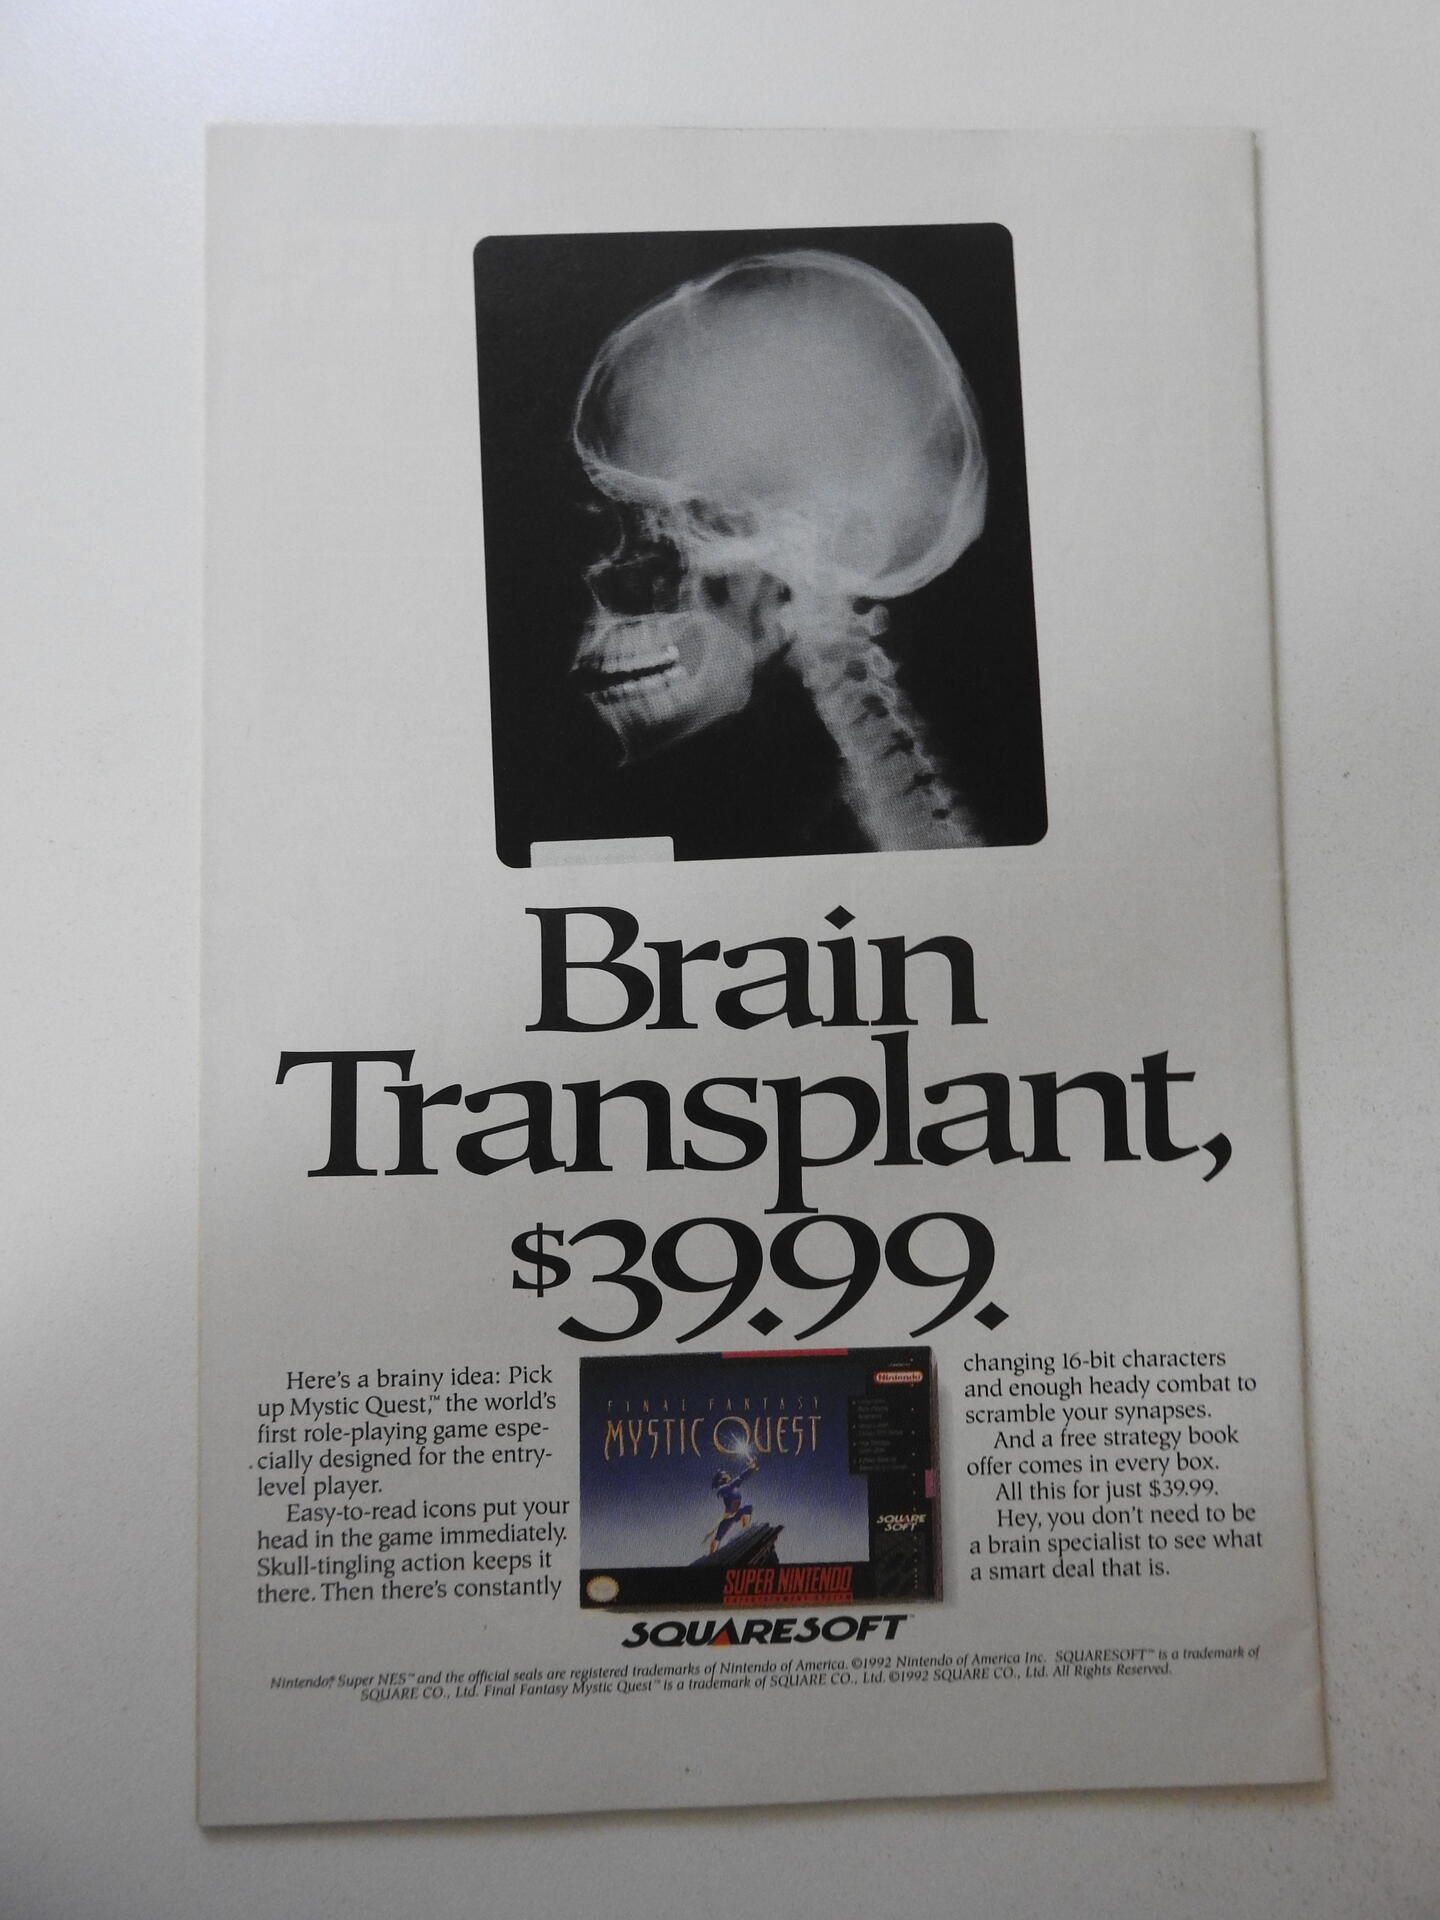 Brain
Transplant,
$39.99.
Here's a brainy idea: Pick
up Mystic Quest,™ the world's
first role-playing game espe-
cially designed for the entry-
level player.
Easy-to-read icons put your
head in the game immediately.
Skull-tingling action keeps it
there. Then there's constantly
FINAL FANTASY
MYSTIC QUEST
Nintendo
SQUARE
SOFT
SUPER NINTENDO
ENTERTAINMENT SYSTEM
changing 16-bit characters
and enough heady combat to
scramble your synapses.
And a free strategy book
offer comes in every box.
All this for just $39.99.
Hey, you don't need to be
a brain specialist to see what
a smart deal that is.
SQUARESOFT™
Nintendo,® Super NES™ and the official seals are registered trademarks of Nintendo of America. ©1992 Nintendo of America Inc. SQUARESOFT™ is a trademark of
SQUARE CO., Ltd. Final Fantasy Mystic Quest™ is a trademark of SQUARE CO., Ltd. ©1992 SQUARE CO., Ltd. All Rights Reserved.